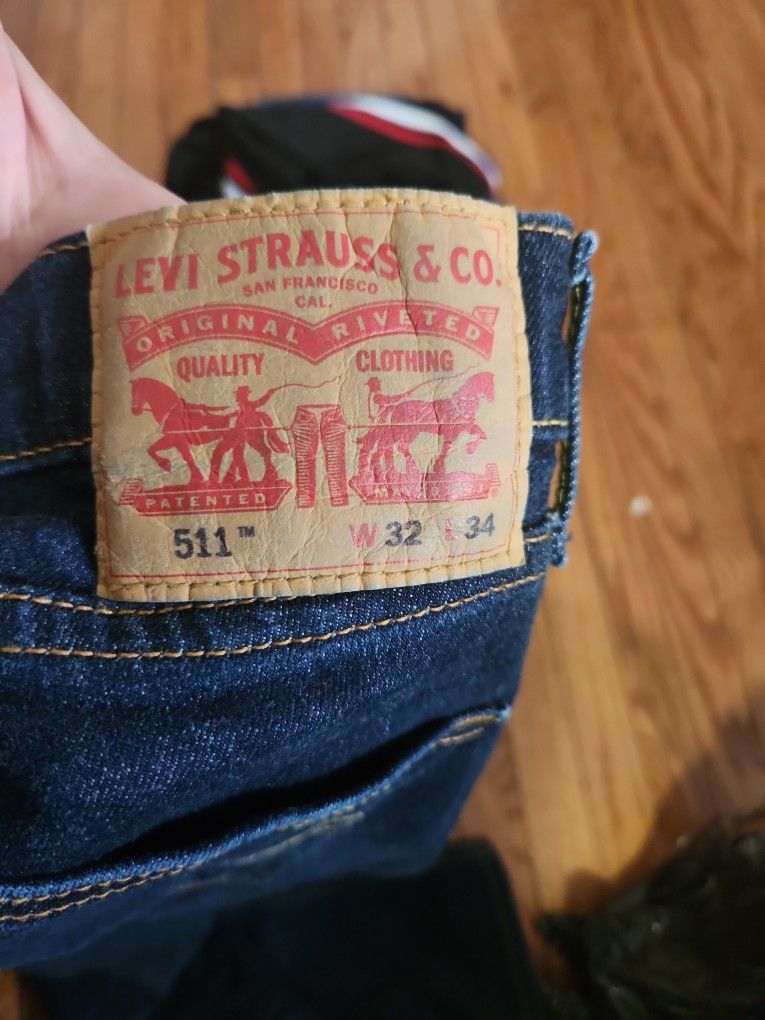 LEVI STRAUSS & CO.
SAN FRANCISCO
CAL.
ORIGINAL RIVETED
QUALITY CLOTHING
PATENTED
511™ W 32 L 34